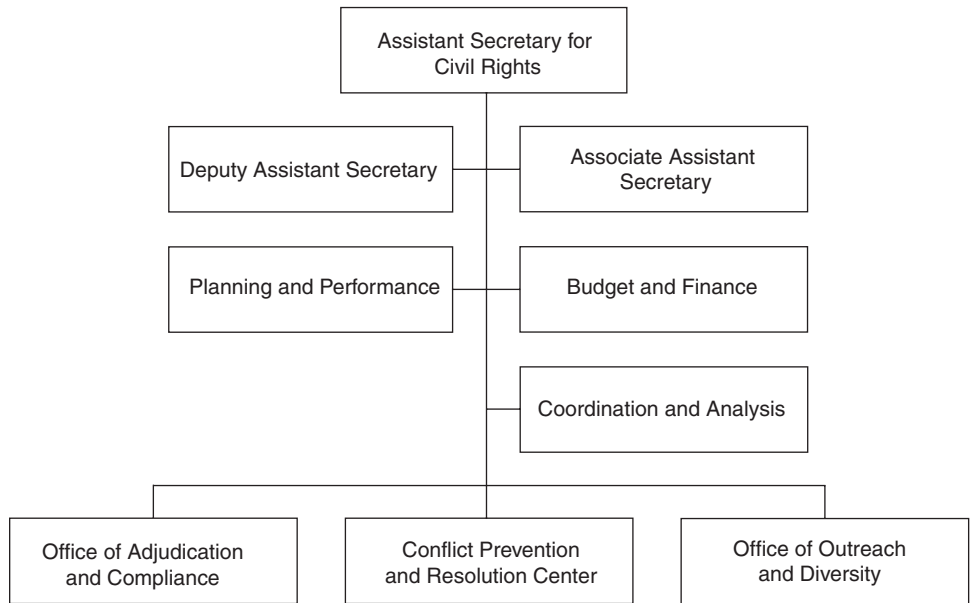 Assistant Secretary for
Civil Rights
Deputy Assistant Secretary
Associate Assistant
Secretary
Planning and Performance
Budget and Finance
Coordination and Analysis
Office of Adjudication
and Compliance
Conflict Prevention
and Resolution Center
Office of Outreach
and Diversity